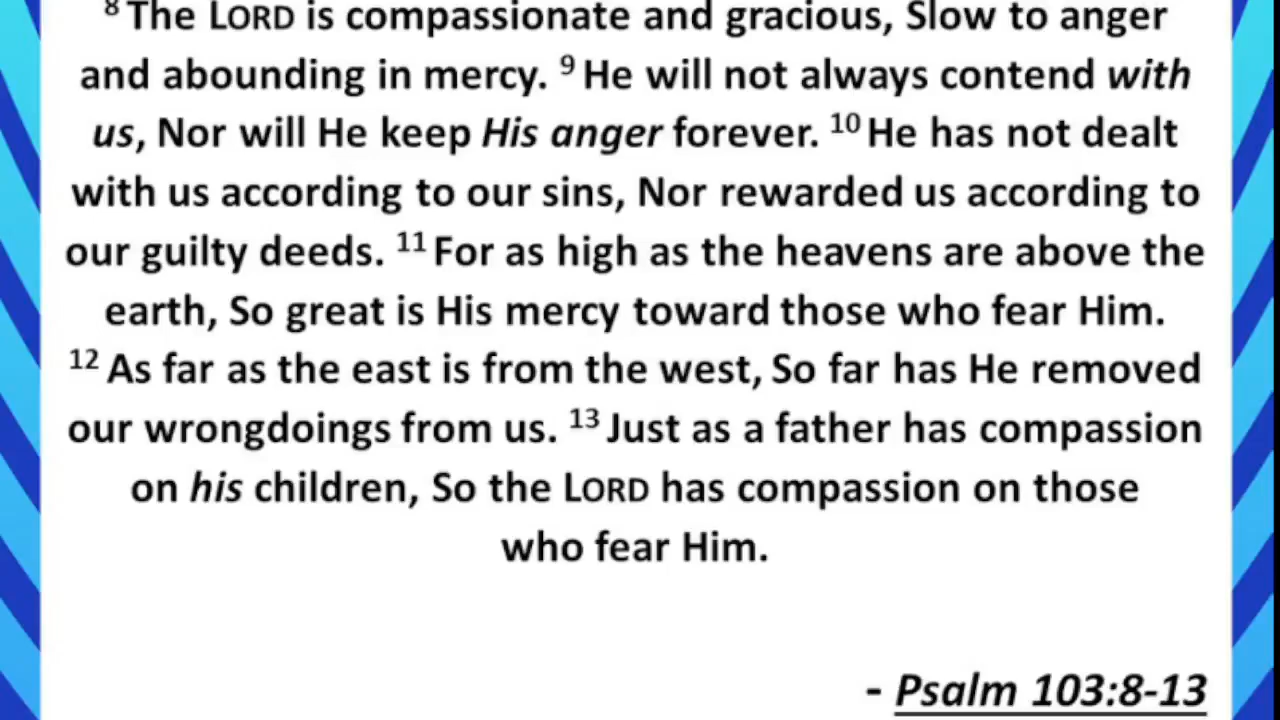 ⁸ The LORD is compassionate and gracious, Slow to anger
and abounding in mercy. ⁹ He will not always contend with
us, Nor will He keep His anger forever. ¹⁰ He has not dealt
with us according to our sins, Nor rewarded us according to
our guilty deeds. ¹¹ For as high as the heavens are above the
earth, So great is His mercy toward those who fear Him.
¹² As far as the east is from the west, So far has He removed
our wrongdoings from us. ¹³ Just as a father has compassion
on his children, So the LORD has compassion on those
who fear Him.
- Psalm 103:8-13